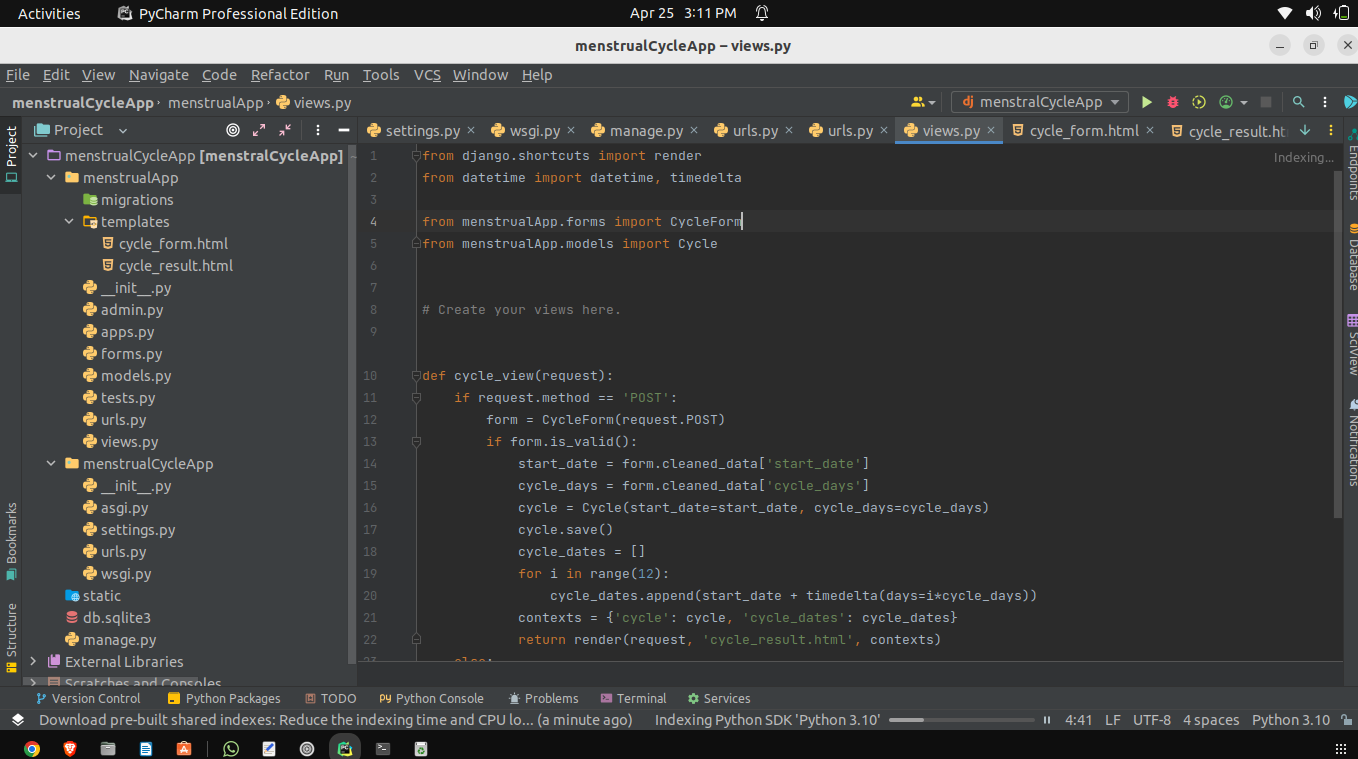 Activities PyCharm Professional Edition Apr 25 3:11 PM
menstrualCycleApp – views.py
File Edit View Navigate Code Refactor Run Tools VCS Window Help
menstrualCycleApp menstrualApp views.py dj menstralCycleApp
Project settings.py wsgi.py manage.py urls.py urls.py views.py cycle_form.html cycle_result.ht
Project
menstrualCycleApp [menstralCycleApp]
menstrualApp
migrations
templates
cycle_form.html
cycle_result.html
__init__.py
admin.py
apps.py
forms.py
models.py
tests.py
urls.py
views.py
menstrualCycleApp
__init__.py
asgi.py
settings.py
urls.py
wsgi.py
static
db.sqlite3
manage.py
External Libraries
Scratches and Consoles
Bookmarks
Structure
1 from django.shortcuts import render
2 from datetime import datetime, timedelta
3
4 from menstrualApp.forms import CycleForm
5 from menstrualApp.models import Cycle
6
7
8 # Create your views here.
9
10 def cycle_view(request):
11 if request.method == 'POST':
12 form = CycleForm(request.POST)
13 if form.is_valid():
14 start_date = form.cleaned_data['start_date']
15 cycle_days = form.cleaned_data['cycle_days']
16 cycle = Cycle(start_date=start_date, cycle_days=cycle_days)
17 cycle.save()
18 cycle_dates = []
19 for i in range(12):
20 cycle_dates.append(start_date + timedelta(days=i*cycle_days))
21 contexts = {'cycle': cycle, 'cycle_dates': cycle_dates}
22 return render(request, 'cycle_result.html', contexts)
23 else:
Indexing...
Endpoints
Database
SciView
Notifications
Version Control Python Packages TODO Python Console Problems Terminal Services
Download pre-built shared indexes: Reduce the indexing time and CPU lo... (a minute ago) Indexing Python SDK 'Python 3.10' 4:41 LF UTF-8 4 spaces Python 3.10